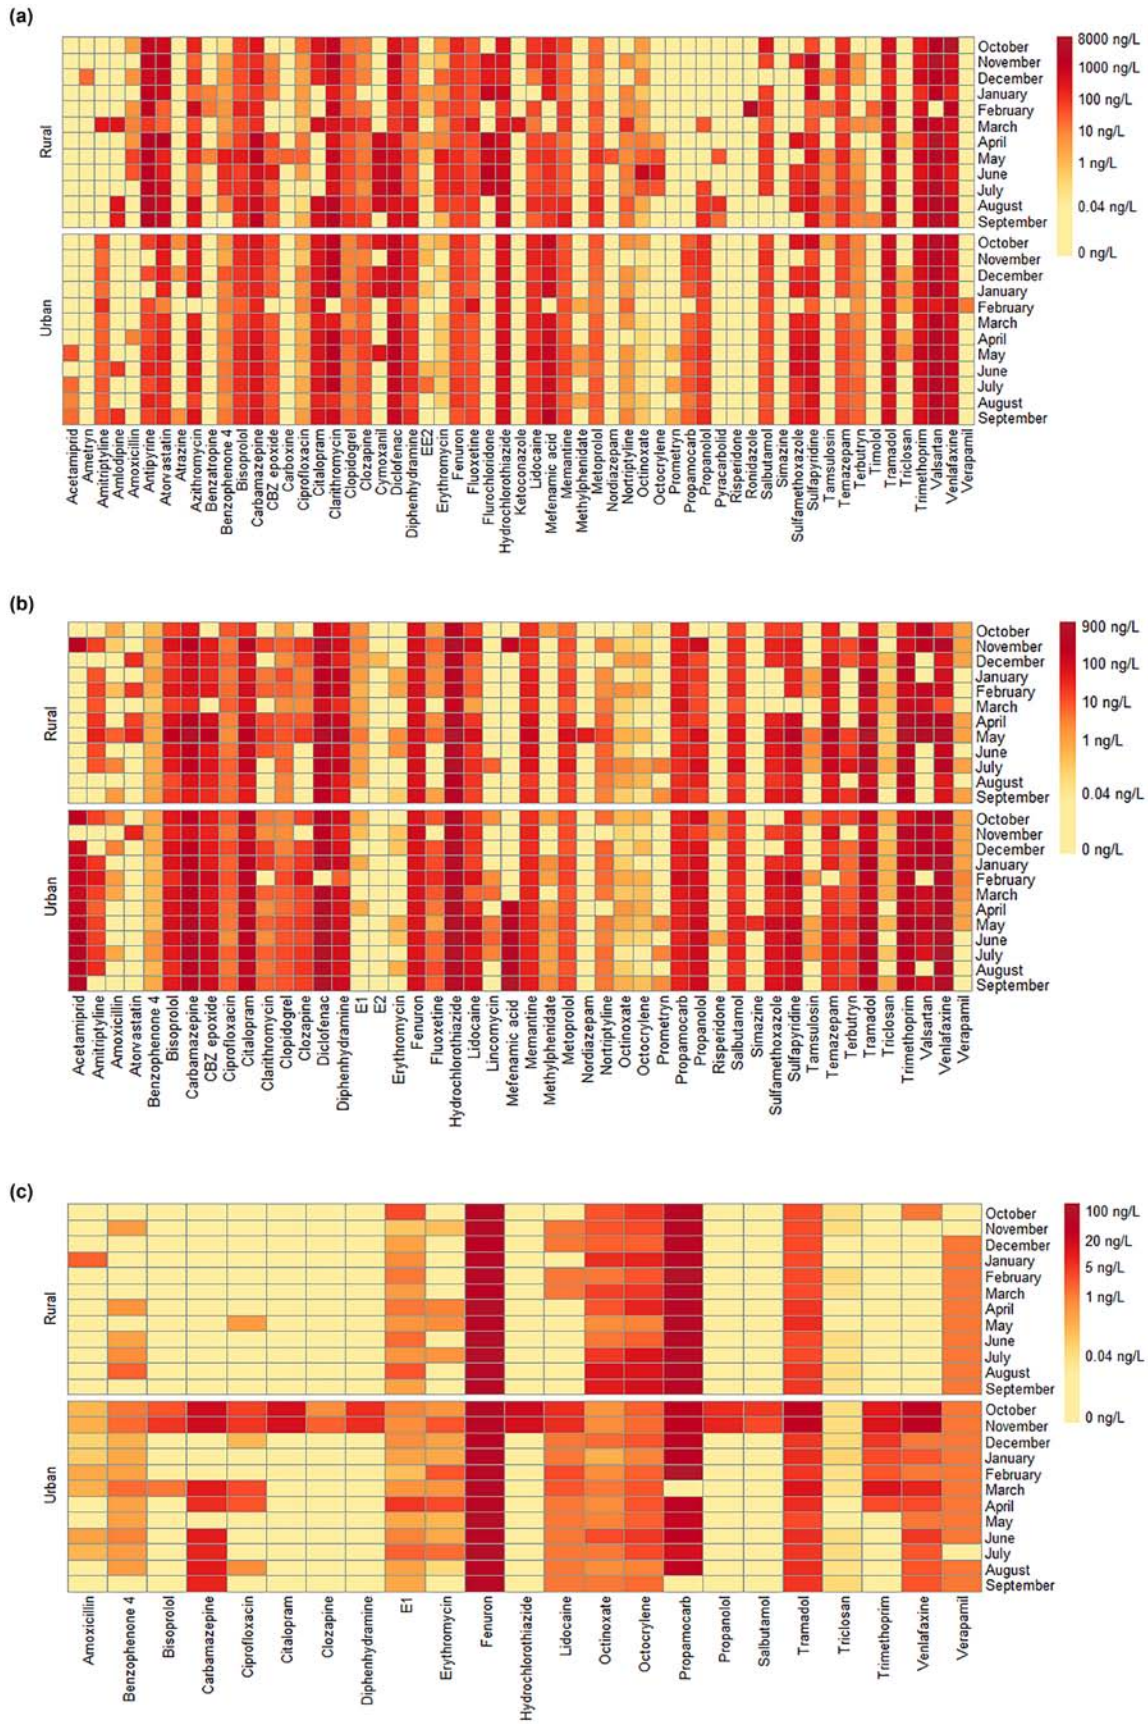 (a)
Rural
October
November
December
January
February
March
April
May
June
July
August
September
8000 ng/L
1000 ng/L
100 ng/L
10 ng/L
1 ng/L
0.04 ng/L
0 ng/L
Urban
October
November
December
January
February
March
April
May
June
July
August
September
Acetamiprid
Ametryn
Amitriptyline
Amlodipine
Amoxicillin
Antipyrine
Atorvastatin
Atrazine
Azithromycin
Benzatropine
Benzophenone 4
Bisoprolol
Carbamazepine
CBZ epoxide
Carboxine
Ciprofloxacin
Citalopram
Clarithromycin
Clopidogrel
Clozapine
Cymoxanil
Diclofenac
Diphenhydramine
EE2
Erythromycin
Fenuron
Fluoxetine
Flurochloridone
Hydrochlorothiazide
Ketoconazole
Lidocaine
Mefenamic acid
Memantine
Methylphenidate
Metoprolol
Nordiazepam
Nortriptyline
Octinoxate
Octocrylene
Prometryn
Propamocarb
Propanolol
Pyracarbolid
Risperidone
Ronidazole
Salbutamol
Simazine
Sulfamethoxazole
Sulfapyridine
Tamsulosin
Temazepam
Terbutryn
Timolol
Tramadol
Triclosan
Trimethoprim
Valsartan
Venlafaxine
Verapamil
(b)
Rural
October
November
December
January
February
March
April
May
June
July
August
September
900 ng/L
100 ng/L
10 ng/L
1 ng/L
0.04 ng/L
0 ng/L
Urban
October
November
December
January
February
March
April
May
June
July
August
September
Acetamiprid
Amitriptyline
Amoxicillin
Atorvastatin
Benzophenone 4
Bisoprolol
Carbamazepine
CBZ epoxide
Ciprofloxacin
Citalopram
Clarithromycin
Clopidogrel
Clozapine
Diclofenac
Diphenhydramine
E1
E2
Erythromycin
Fenuron
Fluoxetine
Hydrochlorothiazide
Lidocaine
Lincomycin
Mefenamic acid
Memantine
Methylphenidate
Metoprolol
Nordiazepam
Nortriptyline
Octinoxate
Octocrylene
Prometryn
Propamocarb
Propanolol
Risperidone
Salbutamol
Simazine
Sulfamethoxazole
Sulfapyridine
Tamsulosin
Temazepam
Terbutryn
Tramadol
Triclosan
Trimethoprim
Valsartan
Venlafaxine
Verapamil
(c)
Rural
October
November
December
January
February
March
April
May
June
July
August
September
100 ng/L
20 ng/L
5 ng/L
1 ng/L
0.04 ng/L
0 ng/L
Urban
October
November
December
January
February
March
April
May
June
July
August
September
Amoxicillin
Benzophenone 4
Bisoprolol
Carbamazepine
Ciprofloxacin
Citalopram
Clozapine
Diphenhydramine
E1
Erythromycin
Fenuron
Hydrochlorothiazide
Lidocaine
Octinoxate
Octocrylene
Propamocarb
Propanolol
Salbutamol
Tramadol
Triclosan
Trimethoprim
Venlafaxine
Verapamil